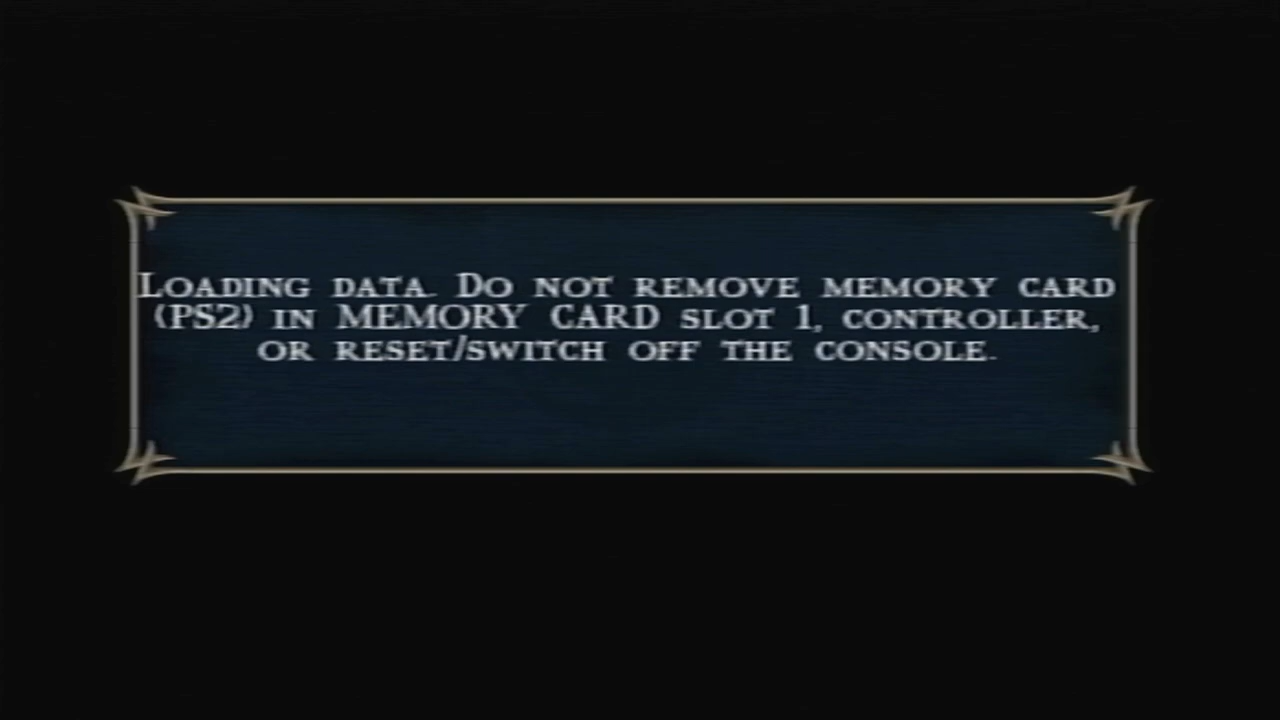 Loading data. Do not remove memory card
(PS2) in MEMORY CARD slot 1, controller,
or reset/switch off the console.